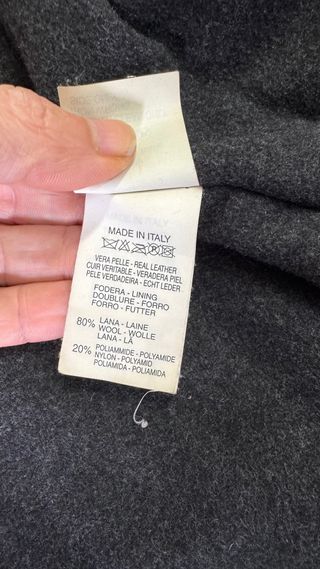 MADE IN ITALY
VERA PELLE - REAL LEATHER
CUIR VERITABLE - VERADERA PIEL
PELE VERDADEIRA - ECHT LEDER
FODERA - LINING
DOUBLURE - FORRO
FORRO - FUTTER
80% LANA - LAINE
WOOL - WOLLE
LANA - LÃ
20% POLIAMMIDE - POLYAMIDE
NYLON - POLYAMID
POLIAMIDA - POLIAMIDA